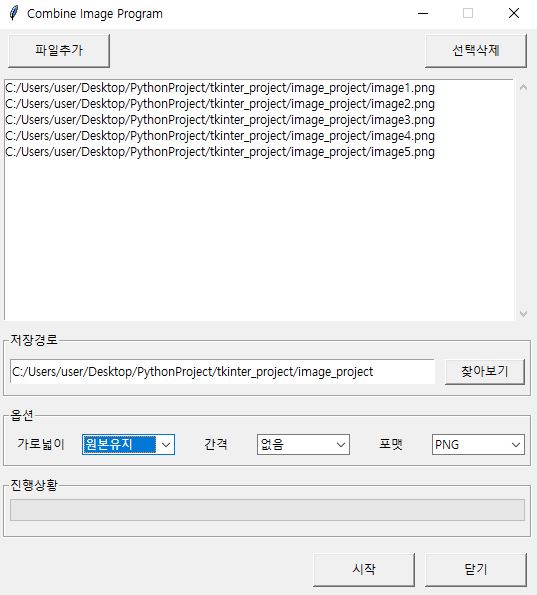 Combine Image Program
파일추가 선택삭제
C:/Users/user/Desktop/PythonProject/tkinter_project/image_project/image1.png
C:/Users/user/Desktop/PythonProject/tkinter_project/image_project/image2.png
C:/Users/user/Desktop/PythonProject/tkinter_project/image_project/image3.png
C:/Users/user/Desktop/PythonProject/tkinter_project/image_project/image4.png
C:/Users/user/Desktop/PythonProject/tkinter_project/image_project/image5.png
저장경로
C:/Users/user/Desktop/PythonProject/tkinter_project/image_project 찾아보기
옵션
가로넓이 원본유지 간격 없음 포맷 PNG
진행상황
시작 닫기